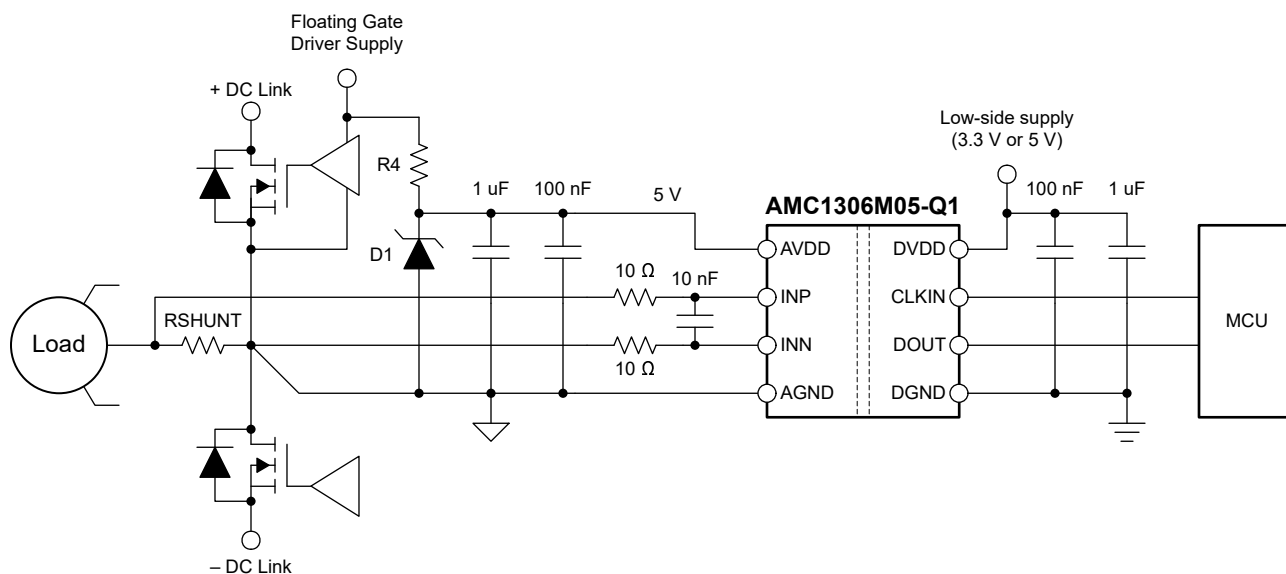 Floating Gate
Driver Supply
+ DC Link
Low-side supply
(3.3 V or 5 V)
R4
1 uF
100 nF
5 V
AMC1306M05-Q1
100 nF
1 uF
D1
AVDD
DVDD
10 Ω
10 nF
INP
CLKIN
MCU
RSHUNT
Load
INN
DOUT
10 Ω
AGND
DGND
– DC Link